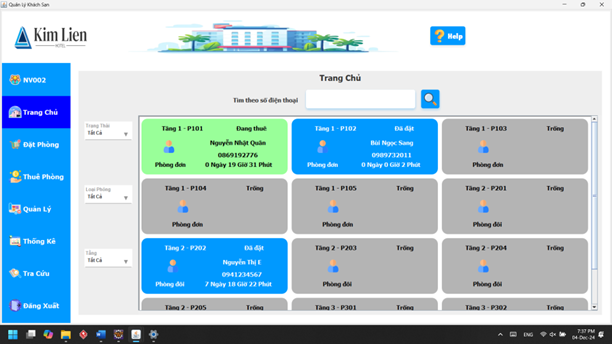 Quản Lý Khách Sạn
Kim Lien
HOTEL
Help
NV002
Trang Chủ
Đặt Phòng
Thuê Phòng
Quản Lý
Thống Kê
Tra Cứu
Đăng Xuất
Trang Chủ
Tìm theo số điện thoại
Trạng Thái
Tất Cả
Loại Phòng
Tất Cả
Tầng
Tất Cả
Tầng 1 - P101 Đang thuê
Nguyễn Nhật Quân
0869192776
Phòng đơn 0 Ngày 19 Giờ 31 Phút
Tầng 1 - P102 Đã đặt
Bùi Ngọc Sang
0989732011
Phòng đơn 0 Ngày 0 Giờ 2 Phút
Tầng 1 - P103 Trống
Phòng đơn
Tầng 1 - P104 Trống
Phòng đơn
Tầng 1 - P105 Trống
Phòng đơn
Tầng 2 - P201 Trống
Phòng đôi
Tầng 2 - P202 Đã đặt
Nguyễn Thị E
0941234567
Phòng đôi 7 Ngày 18 Giờ 22 Phút
Tầng 2 - P203 Trống
Phòng đôi
Tầng 2 - P204 Trống
Phòng đôi
Tầng 2 - P205 Trống
Tầng 3 - P301 Trống
Tầng 3 - P302 Trống
ENG
7:37 PM
04-Dec-24